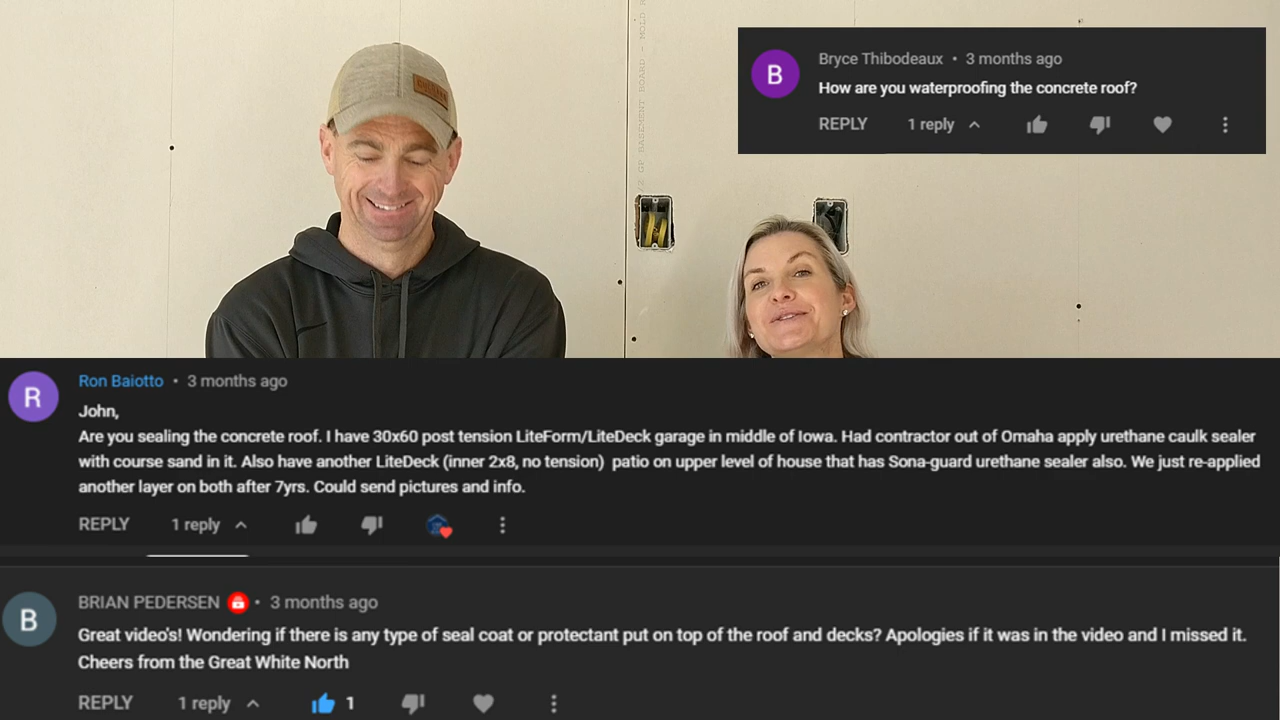 Bryce Thibodeaux • 3 months ago
How are you waterproofing the concrete roof?
REPLY 1 reply
BASEMENT BOARD - MOLD
Ron Baiotto • 3 months ago
John,
Are you sealing the concrete roof. I have 30x60 post tension LiteForm/LiteDeck garage in middle of Iowa. Had contractor out of Omaha apply urethane caulk sealer
with course sand in it. Also have another LiteDeck (inner 2x8, no tension) patio on upper level of house that has Sona-guard urethane sealer also. We just re-applied
another layer on both after 7yrs. Could send pictures and info.
REPLY 1 reply
BRIAN PEDERSEN • 3 months ago
Great video's! Wondering if there is any type of seal coat or protectant put on top of the roof and decks? Apologies if it was in the video and I missed it.
Cheers from the Great White North
REPLY 1 reply 1